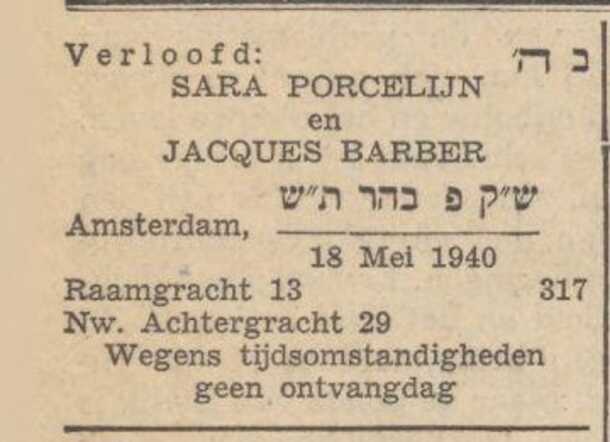 Verloofd: ב ה׳
SARA PORCELIJN
en
JACQUES BARBER
ש״ק פ בהר ת״ש
Amsterdam,
18 Mei 1940
Raamgracht 13 317
Nw. Achtergracht 29
Wegens tijdsomstandigheden
geen ontvangdag